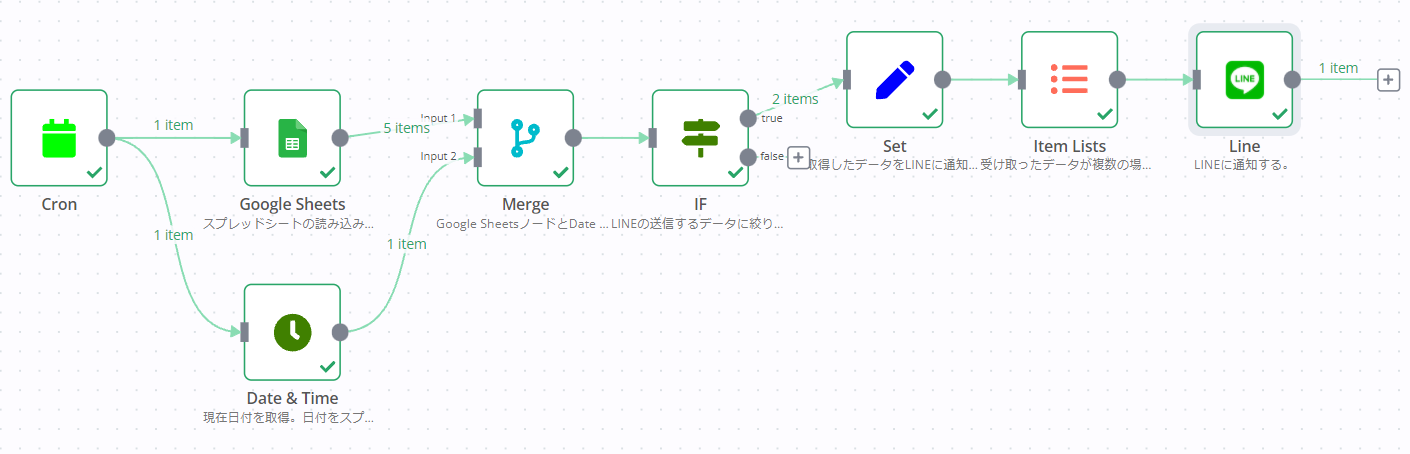 1 item
Cron
1 item
Google Sheets
スプレッドシートの読み込み...
5 items
Input 1
Input 2
Merge
Google SheetsノードとDate ...
IF
LINEの送信するデータに絞り...
2 items
true
false
Set
取得したデータをLINEに通知...
Item Lists
受け取ったデータが複数の場...
LINE
Line
LINEに通知する。
1 item
1 item
Date & Time
現在日付を取得。日付をスプ...